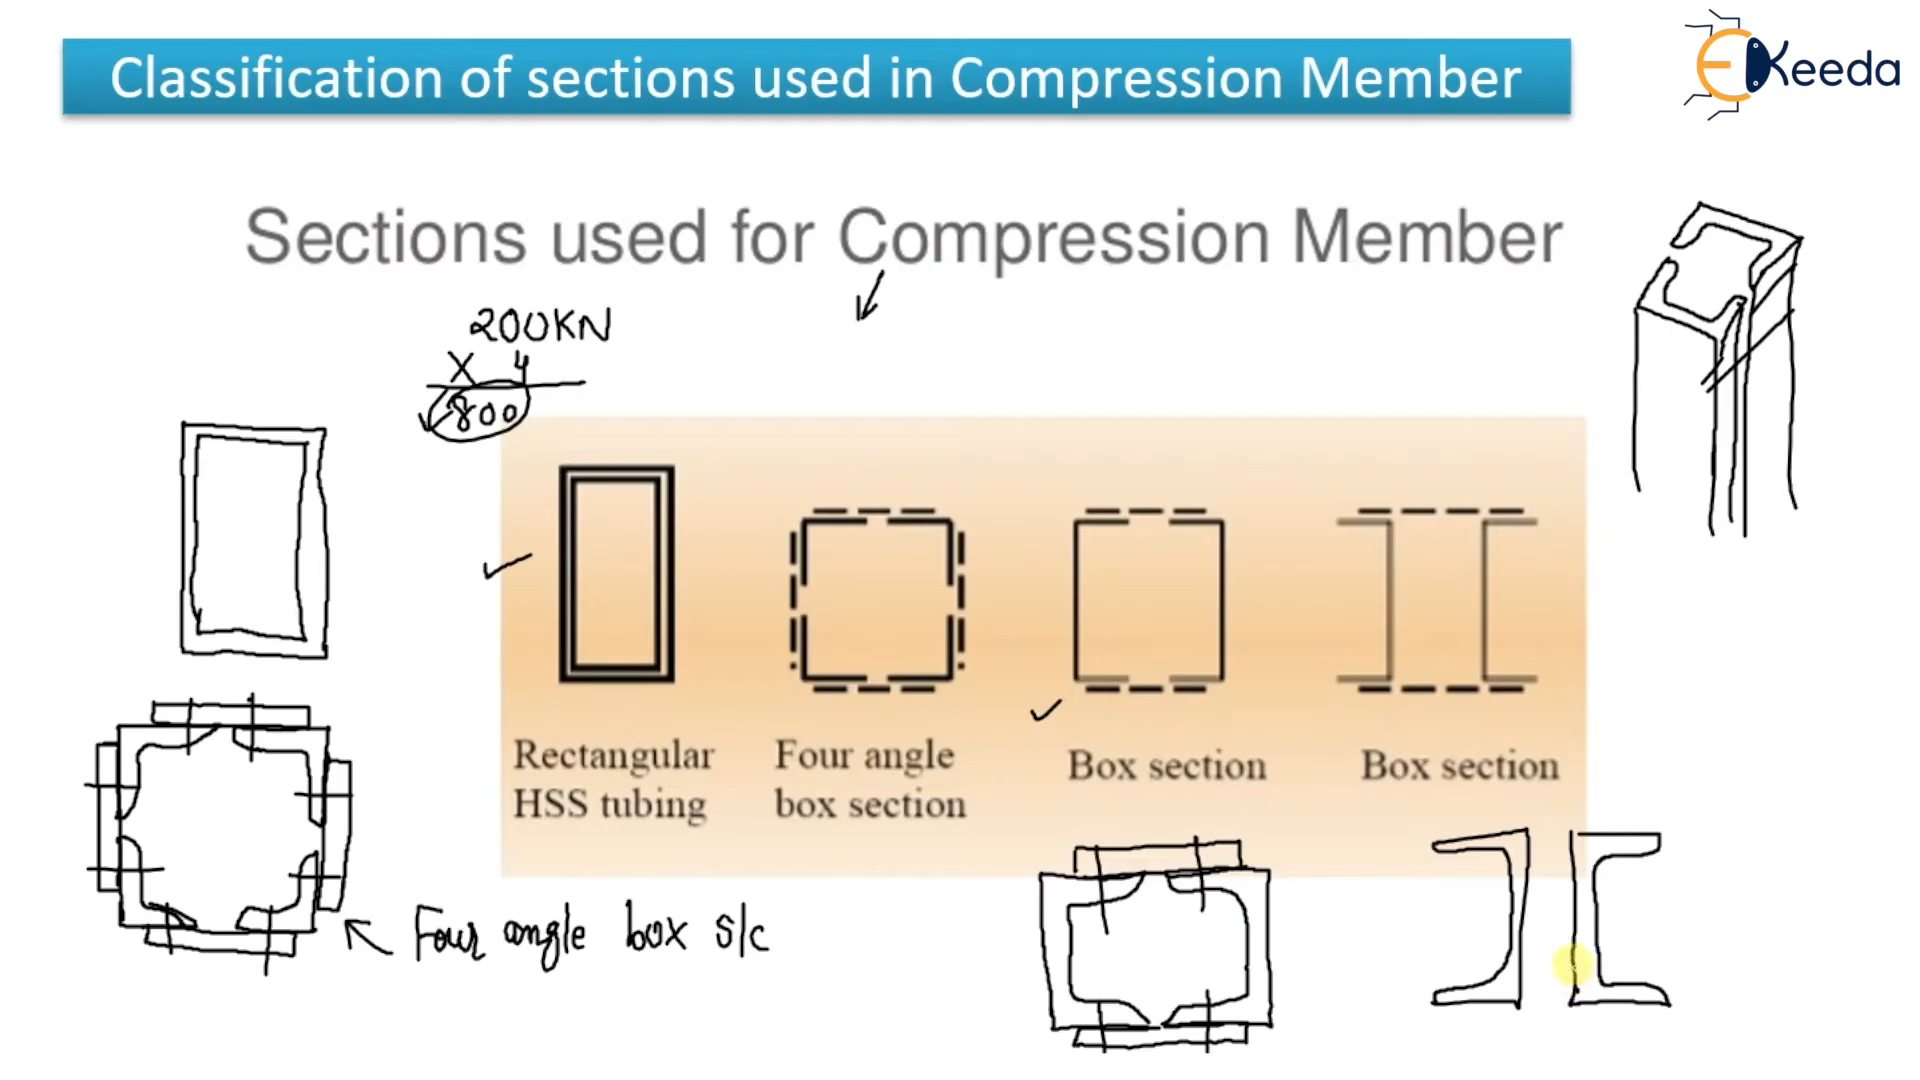 Classification of sections used in Compression Member
EKeeda
Sections used for Compression Member
200KN
X 4
800
Rectangular
HSS tubing
Four angle
box section
Box section
Box section
Four angle box s/c